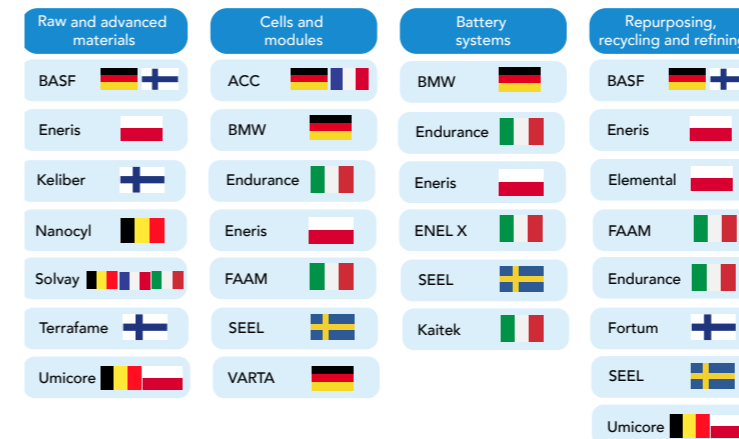 Raw and advanced
materials
BASF
Eneris
Keliber
Nanocyl
Solvay
Terrafame
Umicore
Cells and
modules
ACC
BMW
Endurance
Eneris
FAAM
SEEL
VARTA
Battery
systems
BMW
Endurance
Eneris
ENEL X
SEEL
Kaitek
Repurposing,
recycling and refining
BASF
Eneris
Elemental
FAAM
Endurance
Fortum
SEEL
Umicore